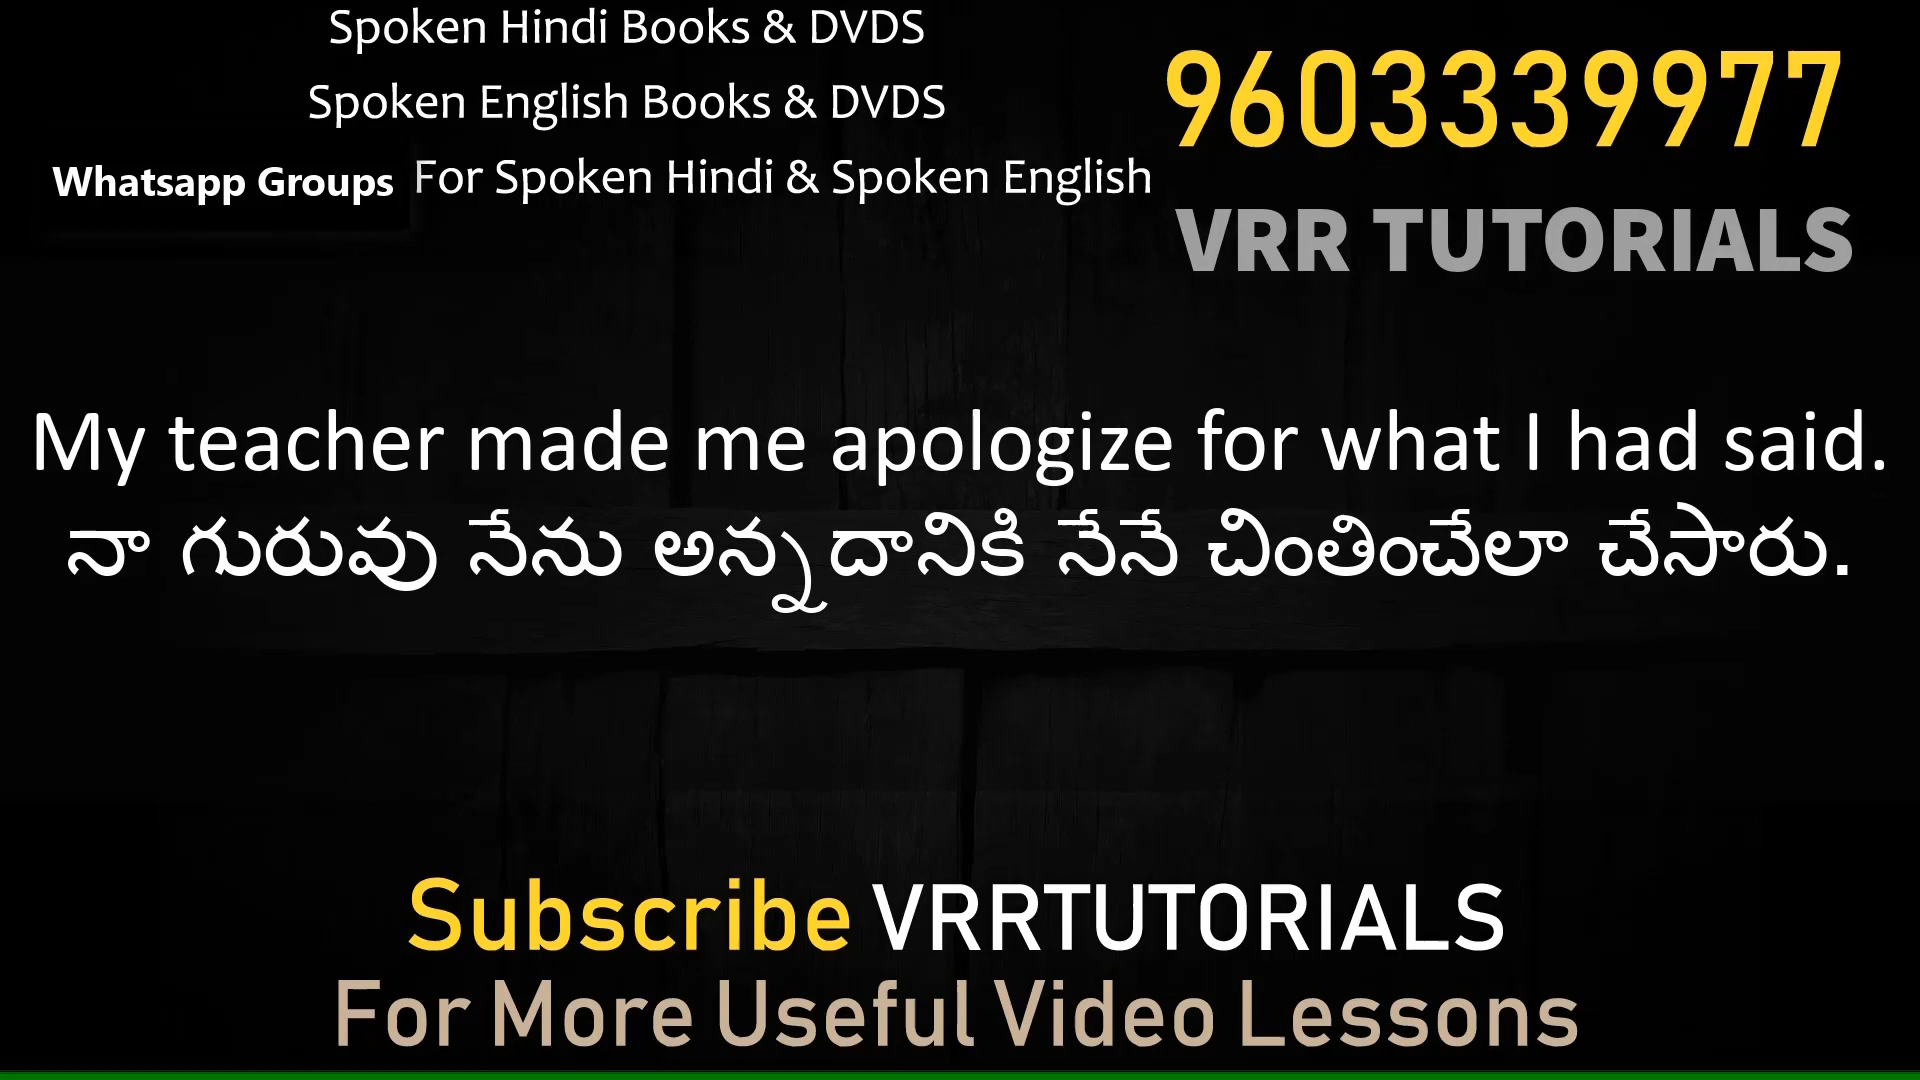 Spoken Hindi Books & DVDS
Spoken English Books & DVDS
Whatsapp Groups For Spoken Hindi & Spoken English
9603339977
VRR TUTORIALS
My teacher made me apologize for what I had said.
నా గురువు నేను అన్నదానికి నేనే చింతించేలా చేసారు.
Subscribe VRRTUTORIALS
For More Useful Video Lessons